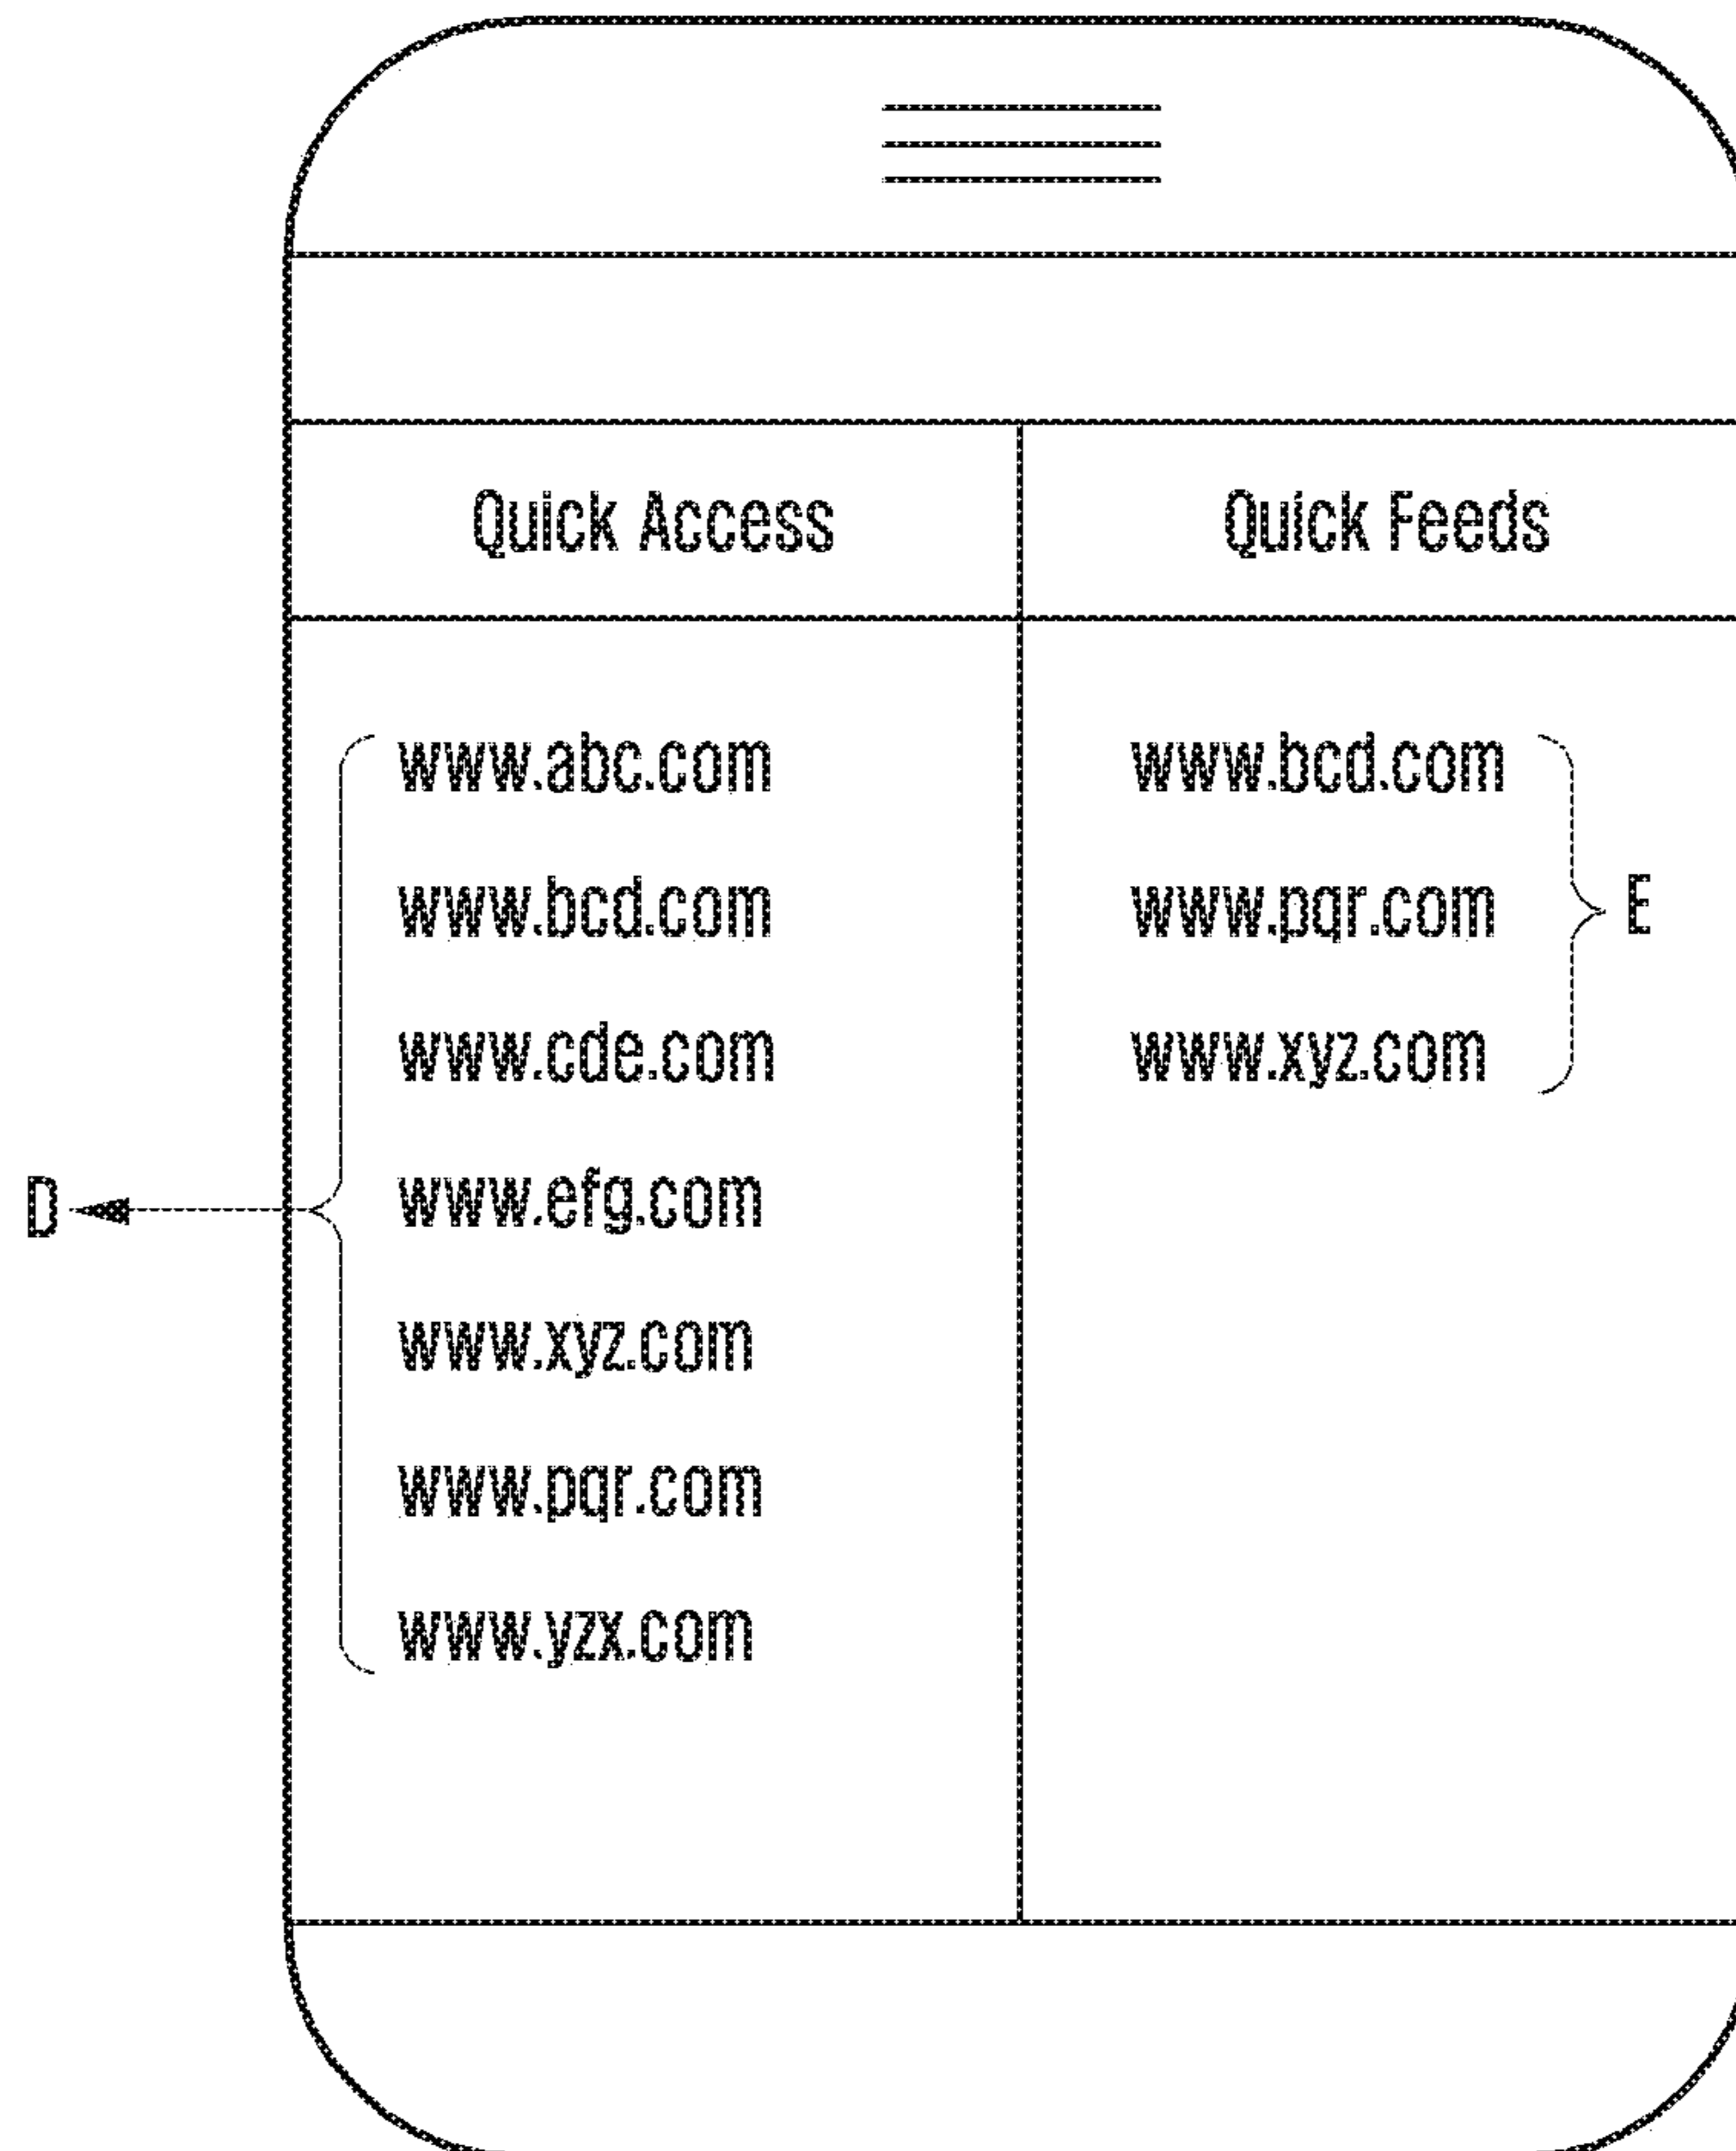 Quick Access
Quick Feeds
www.abc.com
www.bcd.com
www.cde.com
www.efg.com
www.xyz.com
www.pqr.com
www.yzx.com
D
www.bcd.com
www.pqr.com
www.xyz.com
E